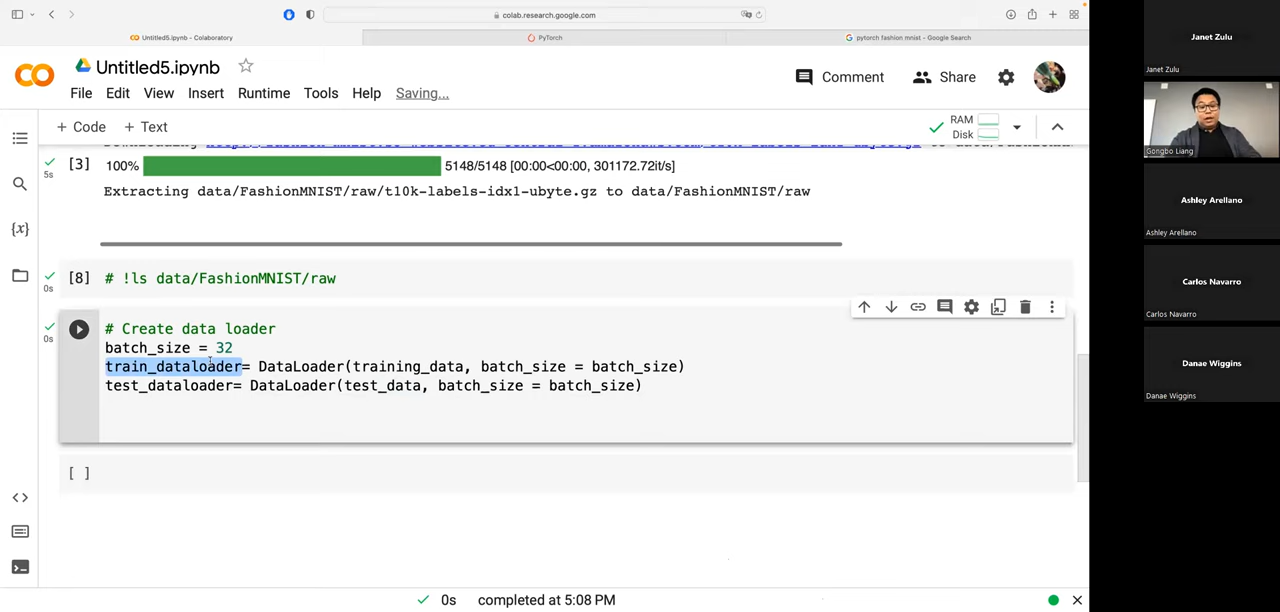 colab.research.google.com
Untitled5.ipynb - Colaboratory
PyTorch
pytorch fashion mnist - Google Search
Untitled5.ipynb
File Edit View Insert Runtime Tools Help Saving...
Comment
Share
+ Code + Text
RAM
Disk
[3]
5s
100% 5148/5148 [00:00<00:00, 301172.72it/s]
Extracting data/FashionMNIST/raw/t10k-labels-idx1-ubyte.gz to data/FashionMNIST/raw
[8] # !ls data/FashionMNIST/raw
0s
0s
# Create data loader
batch_size = 32
train_dataloader= DataLoader(training_data, batch_size = batch_size)
test_dataloader= DataLoader(test_data, batch_size = batch_size)
[ ]
0s completed at 5:08 PM
Janet Zulu
Janet Zulu
Gongbo Liang
Ashley Arellano
Ashley Arellano
Carlos Navarro
Carlos Navarro
Danae Wiggins
Danae Wiggins